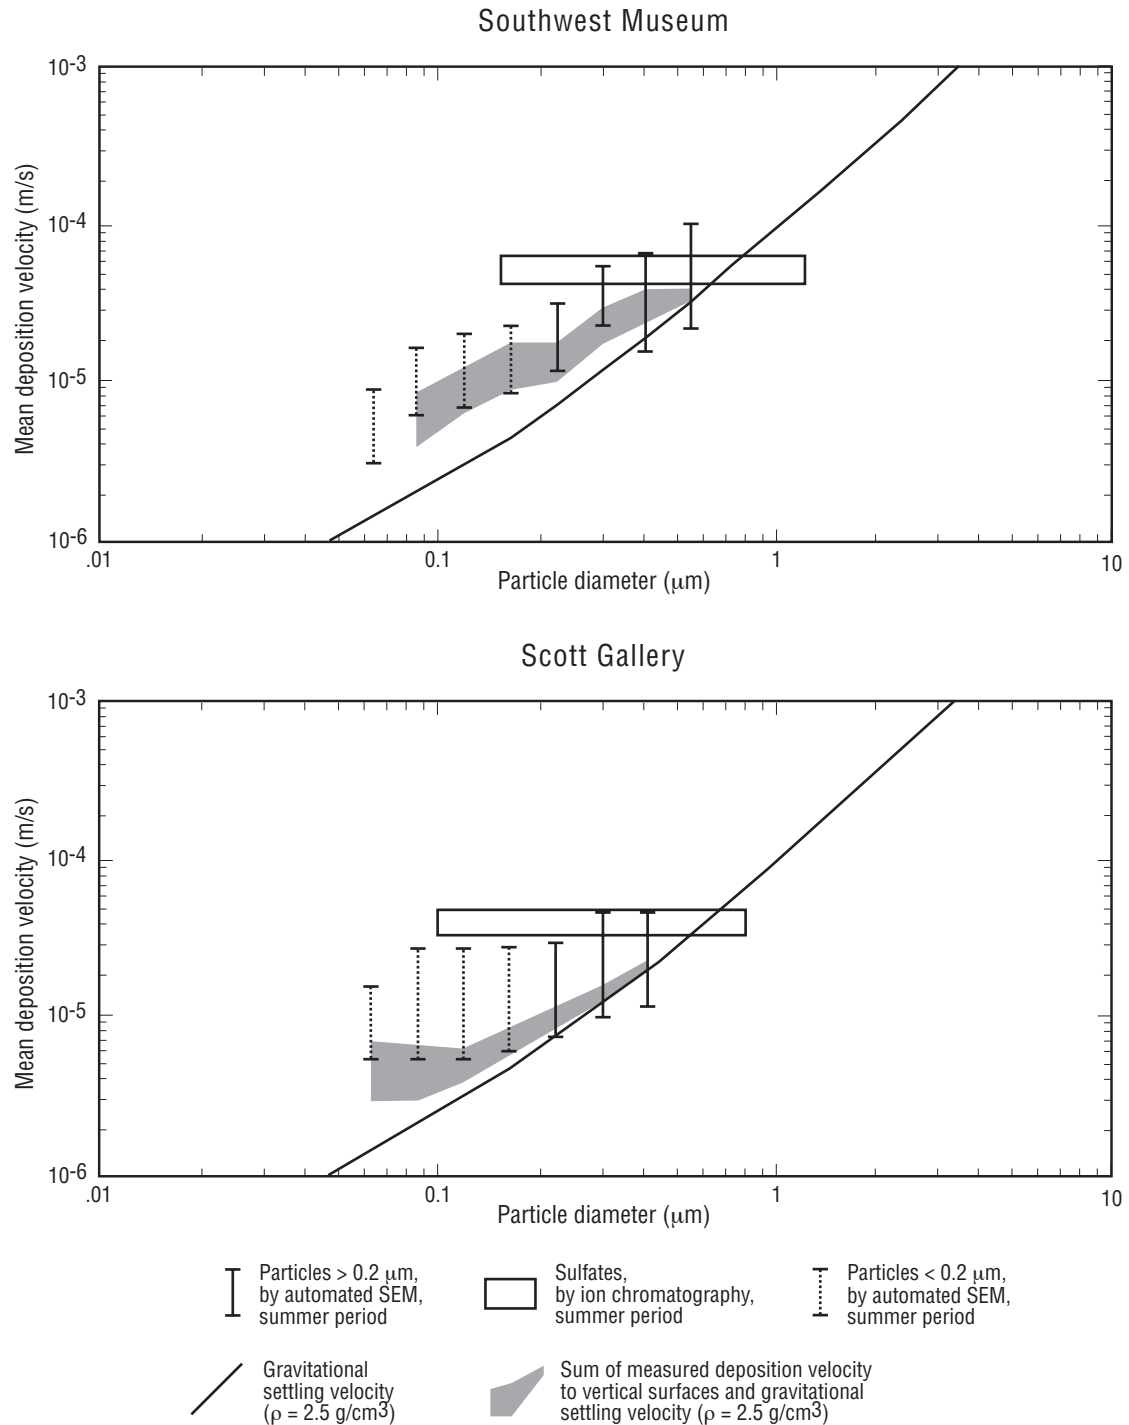 Southwest Museum
10-3
10-4
10-5
10-6
Mean deposition velocity (m/s)
.01
0.1
1
10
Particle diameter (μm)
Scott Gallery
10-3
10-4
10-5
10-6
Mean deposition velocity (m/s)
.01
0.1
1
10
Particle diameter (μm)
Particles > 0.2 μm,
by automated SEM,
summer period
Sulfates,
by ion chromatography,
summer period
Particles < 0.2 μm,
by automated SEM,
summer period
Gravitational
settling velocity
(ρ = 2.5 g/cm3)
Sum of measured deposition velocity
to vertical surfaces and gravitational
settling velocity (ρ = 2.5 g/cm3)